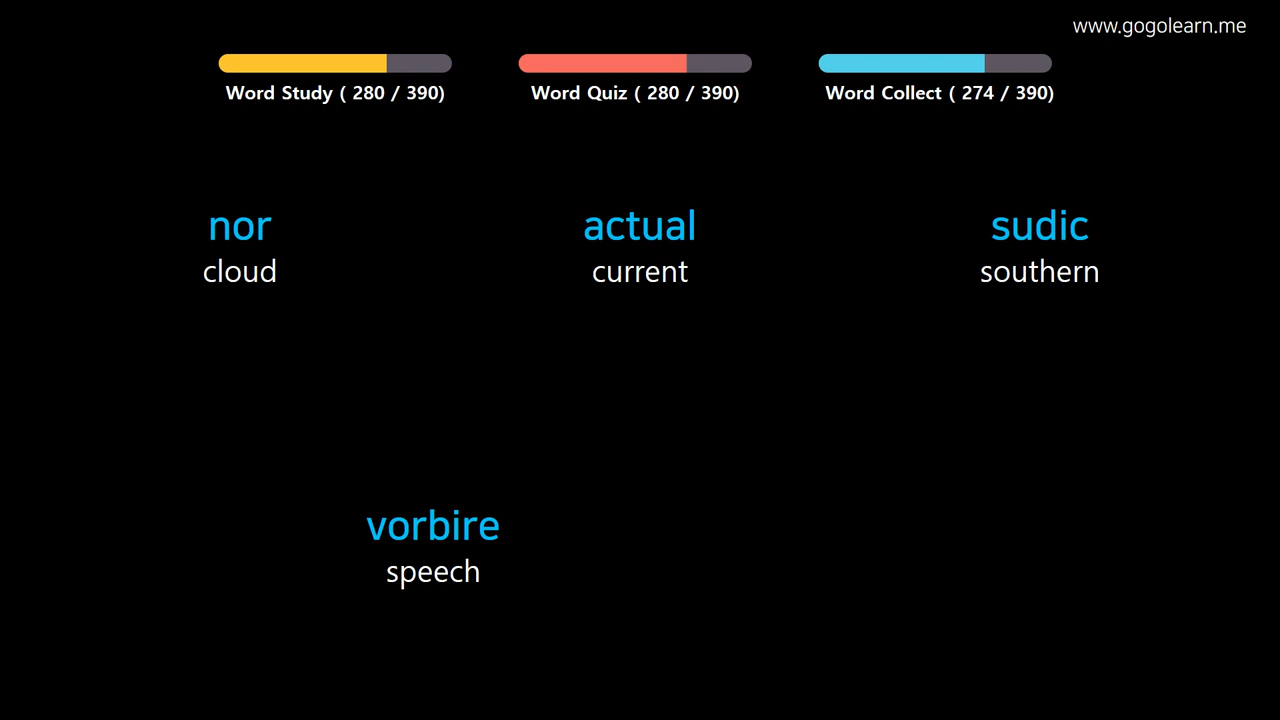 www.gogolearn.me
Word Study ( 280 / 390)
Word Quiz ( 280 / 390)
Word Collect ( 274 / 390)
nor
cloud
actual
current
sudic
southern
vorbire
speech